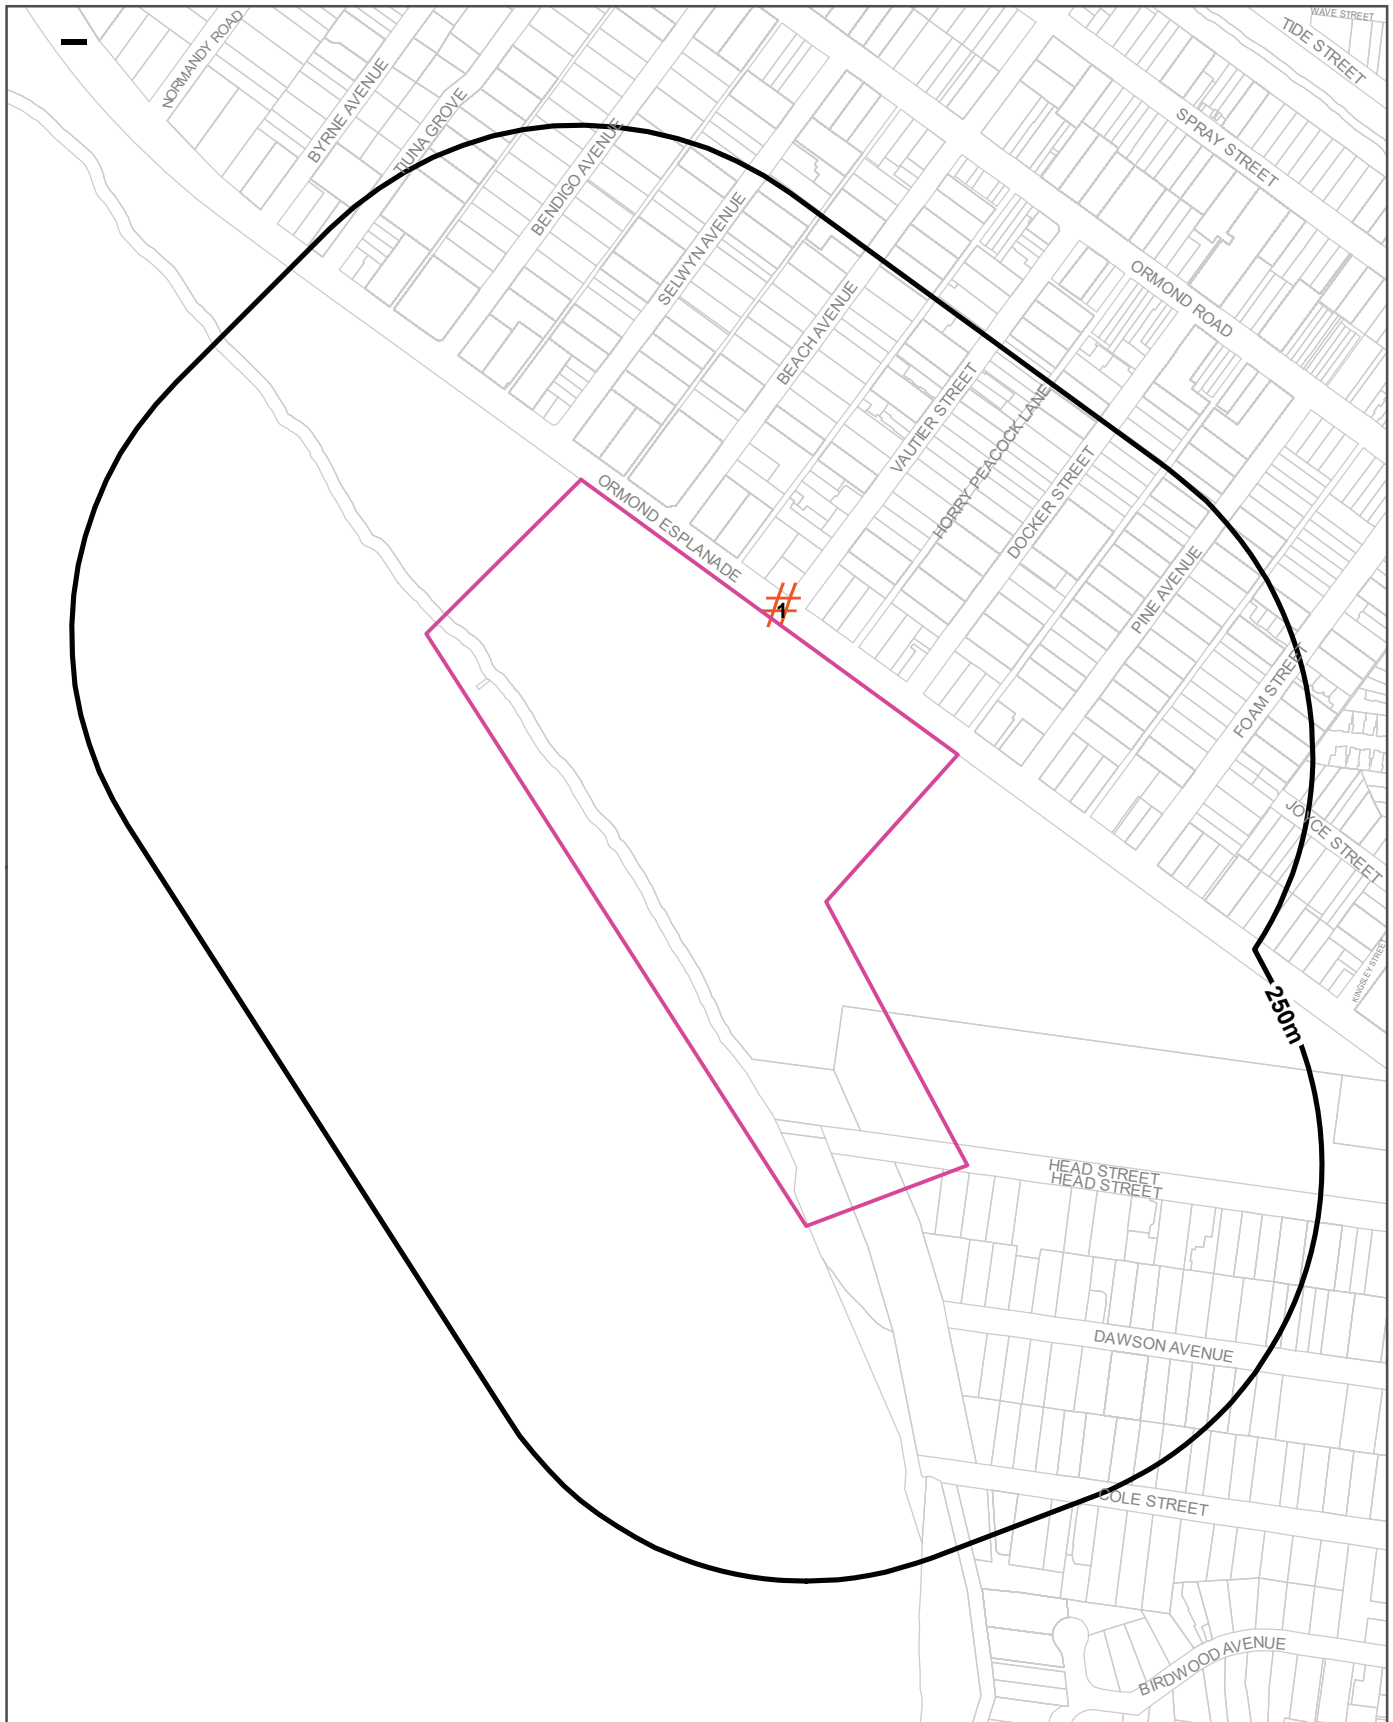 WAVE STREET
TIDE STREET
NORMANDY ROAD
BYRNE AVENUE
TIUNA GROVE
BENDIGO AVENUE
SPRAY STREET
SELWYN AVENUE
ORMOND ROAD
BEACH AVENUE
VAUTIER STREET
HORRY PEACOCK LANE
DOCKER STREET
ORMOND ESPLANADE
PINE AVENUE
1
FOAM STREET
JOYCE STREET
KINGSLEY STREET
250m
HEAD STREET
HEAD STREET
DAWSON AVENUE
COLE STREET
BIRDWOOD AVENUE